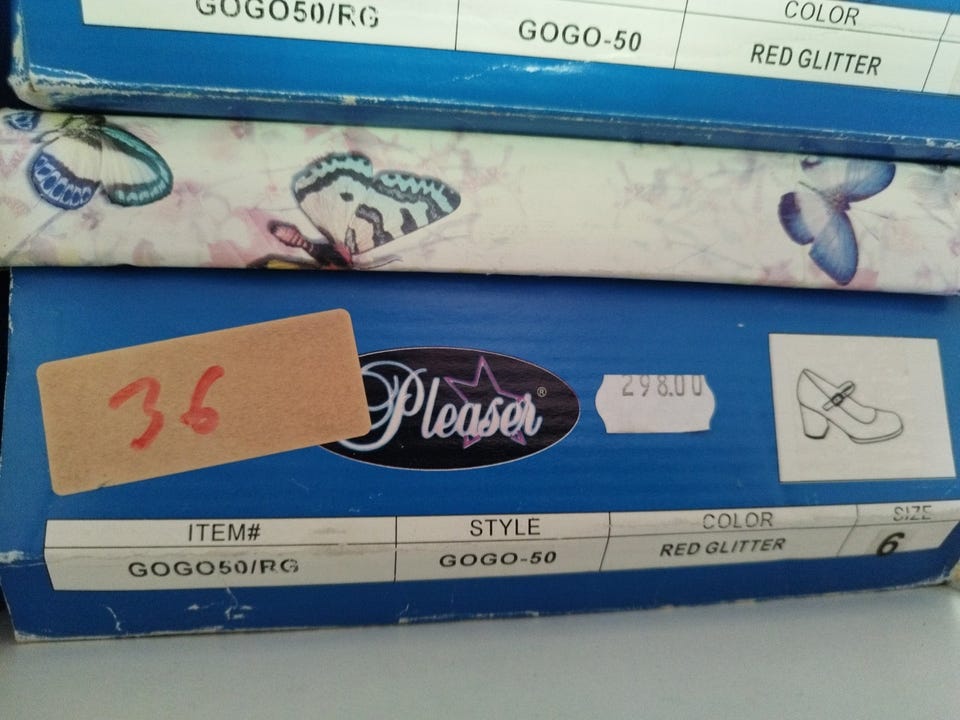 GOGO50/RG GOGO-50 COLOR
RED GLITTER
36
Pleaser®
298.00
ITEM# STYLE COLOR SIZE
GOGO50/RG GOGO-50 RED GLITTER 6